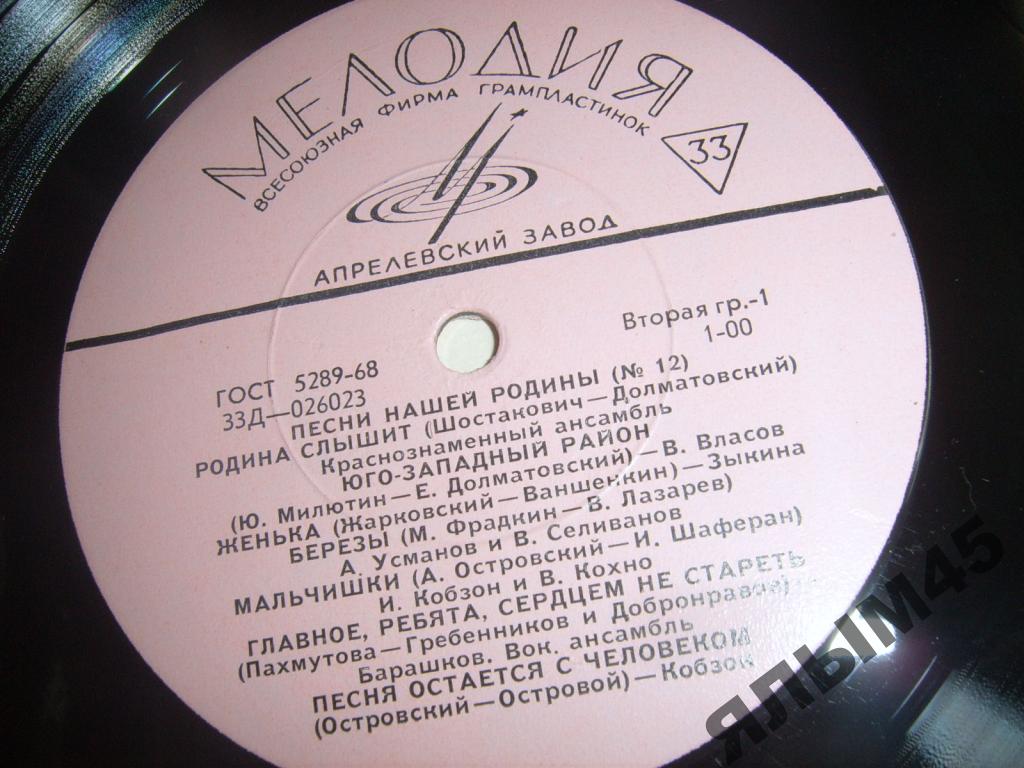 МЕЛОДИЯ
ВСЕСОЮЗНАЯ ФИРМА ГРАМПЛАСТИНОК
33
АПРЕЛЕВСКИЙ ЗАВОД
Вторая гр.-1
1-00
ГОСТ 5289-68
33Д—026023
ПЕСНИ НАШЕЙ РОДИНЫ (№ 12)
РОДИНА СЛЫШИТ (Шостакович—Долматовский)
Краснознаменный ансамбль
ЮГО-ЗАПАДНЫЙ РАЙОН
(Ю. Милютин—Е. Долматовский)—В. Власов
ЖЕНЬКА (Жарковский—Ваншенкин)—Зыкина
БЕРЕЗЫ (М. Фрадкин—В. Лазарев)
А. Усманов и В. Селиванов
МАЛЬЧИШКИ (А. Островский—И. Шаферан)
И. Кобзон и В. Кохно
ГЛАВНОЕ, РЕБЯТА, СЕРДЦЕМ НЕ СТАРЕТЬ
(Пахмутова—Гребенников и Добронравов)
Барашков. Вок. ансамбль
ПЕСНЯ ОСТАЕТСЯ С ЧЕЛОВЕКОМ
(Островский—Островой)—Кобзон
ЯЛЫМ45